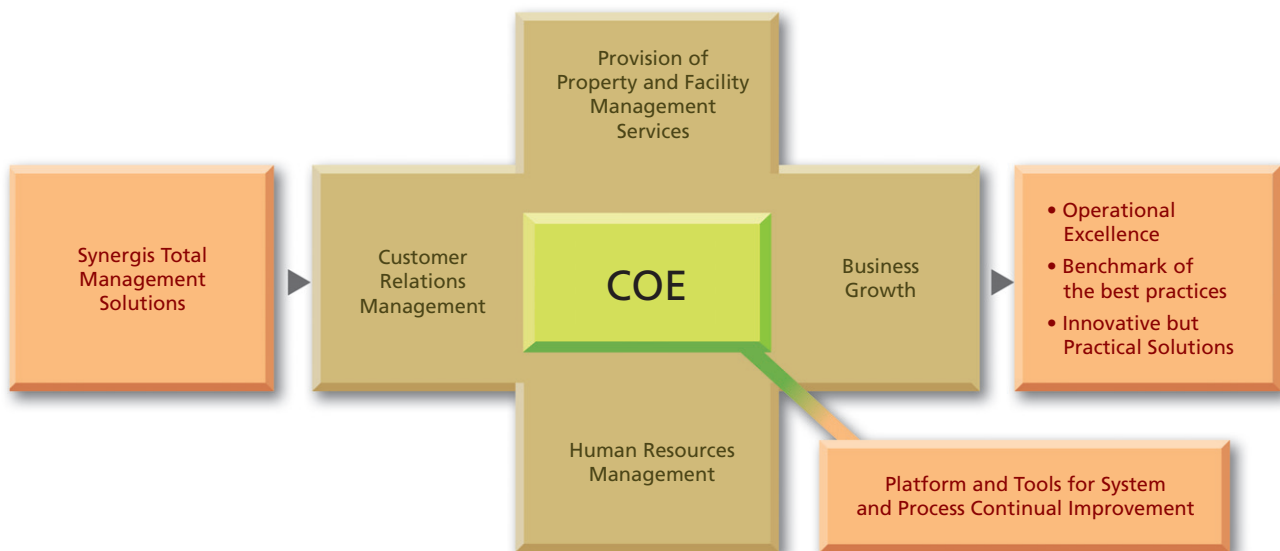 Provision of
Property and Facility
Management
Services
Synergis Total
Management
Solutions
Customer
Relations
Management
COE
Business
Growth
• Operational
Excellence
• Benchmark of
the best practices
• Innovative but
Practical Solutions
Human Resources
Management
Platform and Tools for System
and Process Continual Improvement